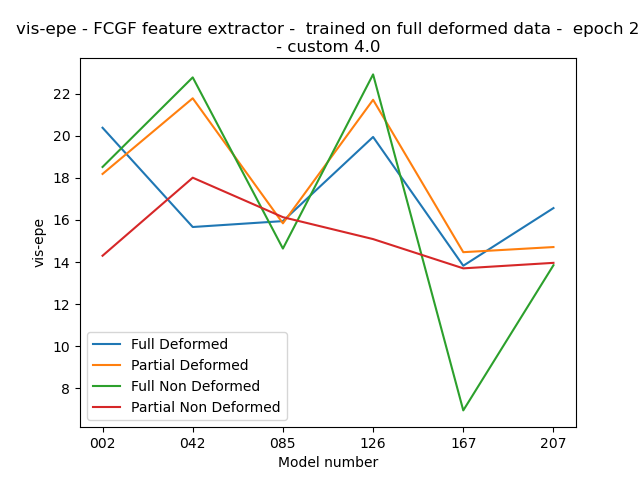 vis-epe - FCGF feature extractor -  trained on full deformed data -  epoch 2
- custom 4.0
22
20
18
16
14
12
10
8
vis-epe
Full Deformed
Partial Deformed
Full Non Deformed
Partial Non Deformed
002 042 085 126 167 207
Model number